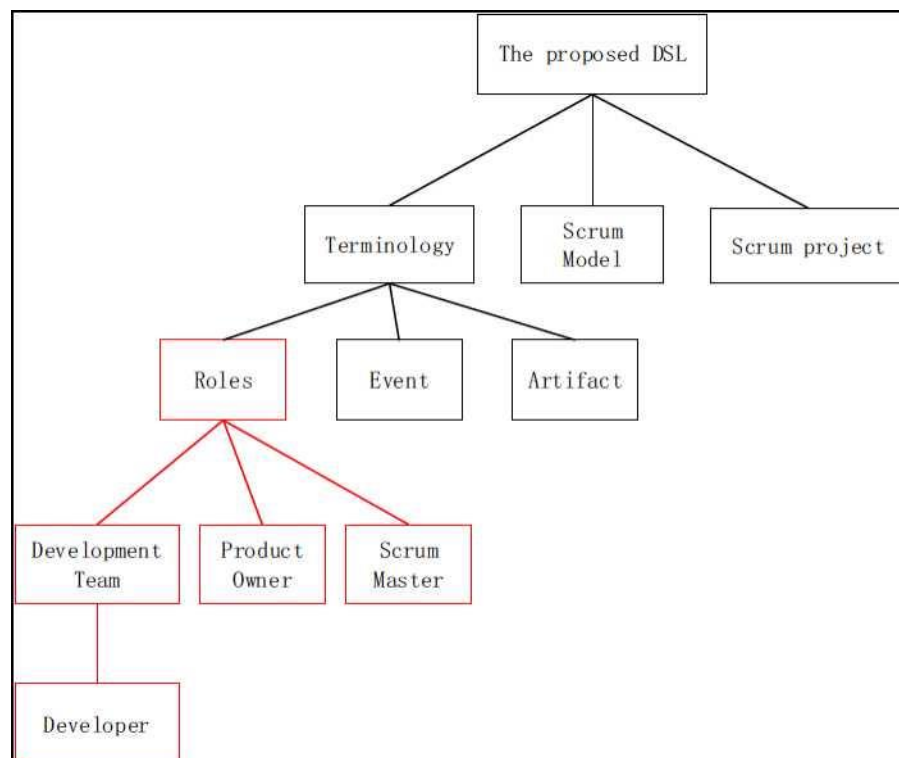 The proposed DSL
Terminology
Scrum
Model
Scrum project
Roles
Event
Artifact
Development
Team
Product
Owner
Scrum
Master
Developer